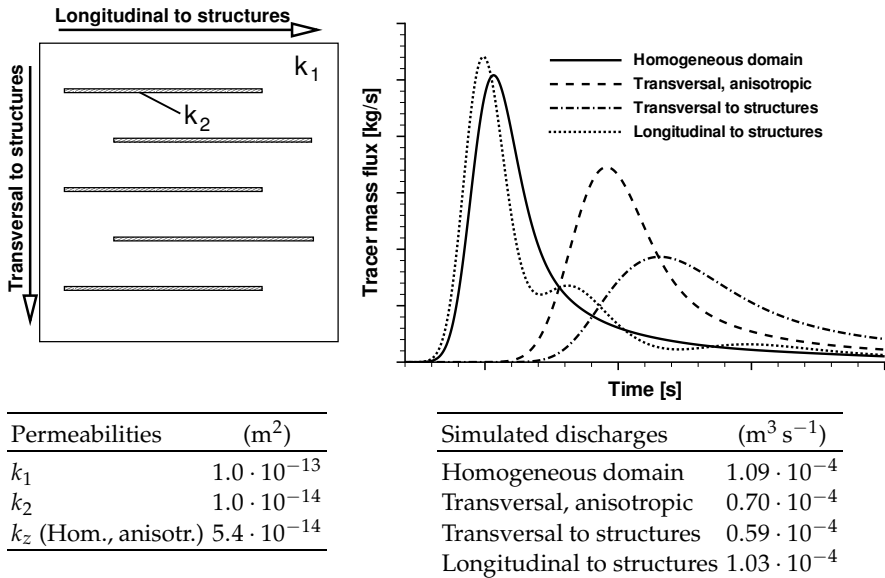 Longitudinal to structures
Transversal to structures
k₁
k₂
Tracer mass flux [kg/s]
Homogeneous domain
Transversal, anisotropic
Transversal to structures
Longitudinal to structures
Time [s]
Permeabilities (m²)
k₁ 1.0 · 10⁻¹³
k₂ 1.0 · 10⁻¹⁴
k_z (Hom., anisotr.) 5.4 · 10⁻¹⁴
Simulated discharges (m³ s⁻¹)
Homogeneous domain 1.09 · 10⁻⁴
Transversal, anisotropic 0.70 · 10⁻⁴
Transversal to structures 0.59 · 10⁻⁴
Longitudinal to structures 1.03 · 10⁻⁴